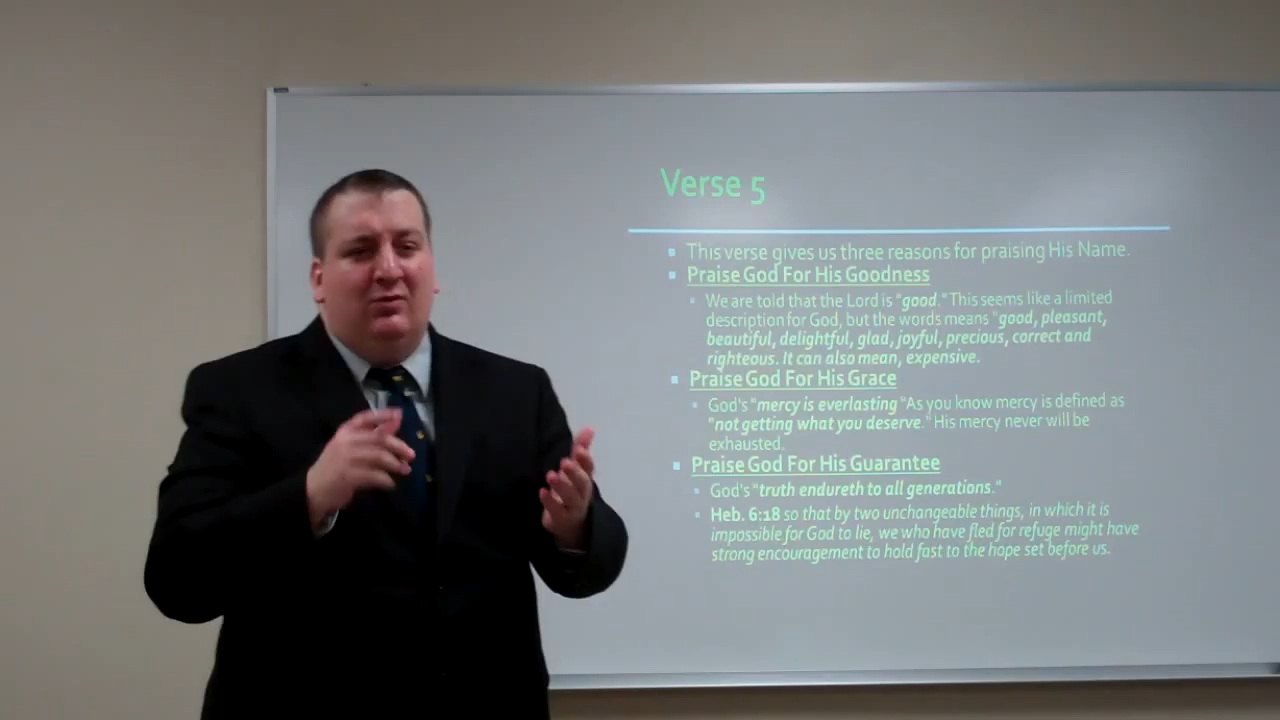 Verse 5
This verse gives us three reasons for praising His Name.
Praise God For His Goodness
We are told that the Lord is "good." This seems like a limited
description for God, but the words means "good, pleasant,
beautiful, delightful, glad, joyful, precious, correct and
righteous. It can also mean, expensive.
Praise God For His Grace
God's "mercy is everlasting "As you know mercy is defined as
"not getting what you deserve." His mercy never will be
exhausted.
Praise God For His Guarantee
God's "truth endureth to all generations."
Heb. 6:18 so that by two unchangeable things, in which it is
impossible for God to lie, we who have fled for refuge might have
strong encouragement to hold fast to the hope set before us.